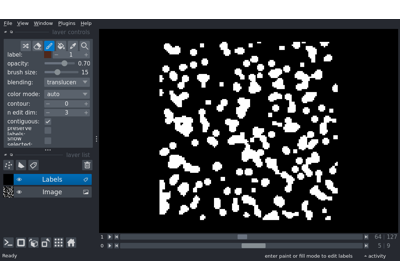 File View Window Plugins Help
layer controls
label: 1
opacity: 0.70
brush size: 15
blending: translucen
color mode: auto
contour: 0
n edit dim: 3
contiguous:
preserve
labels:
show
selected:
layer list
Labels
Image
1 64 127
0 5 9
Ready enter paint or fill mode to edit labels activity